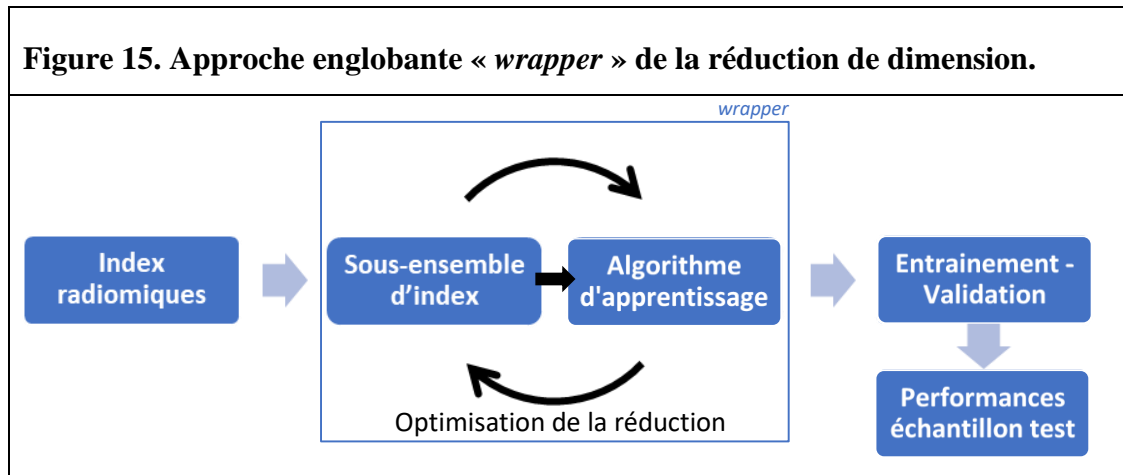 Figure 15. Approche englobante « wrapper » de la réduction de dimension.
wrapper
Index
radiomiques
Sous-ensemble
d’index
Algorithme
d'apprentissage
Optimisation de la réduction
Entrainement -
Validation
Performances
échantillon test